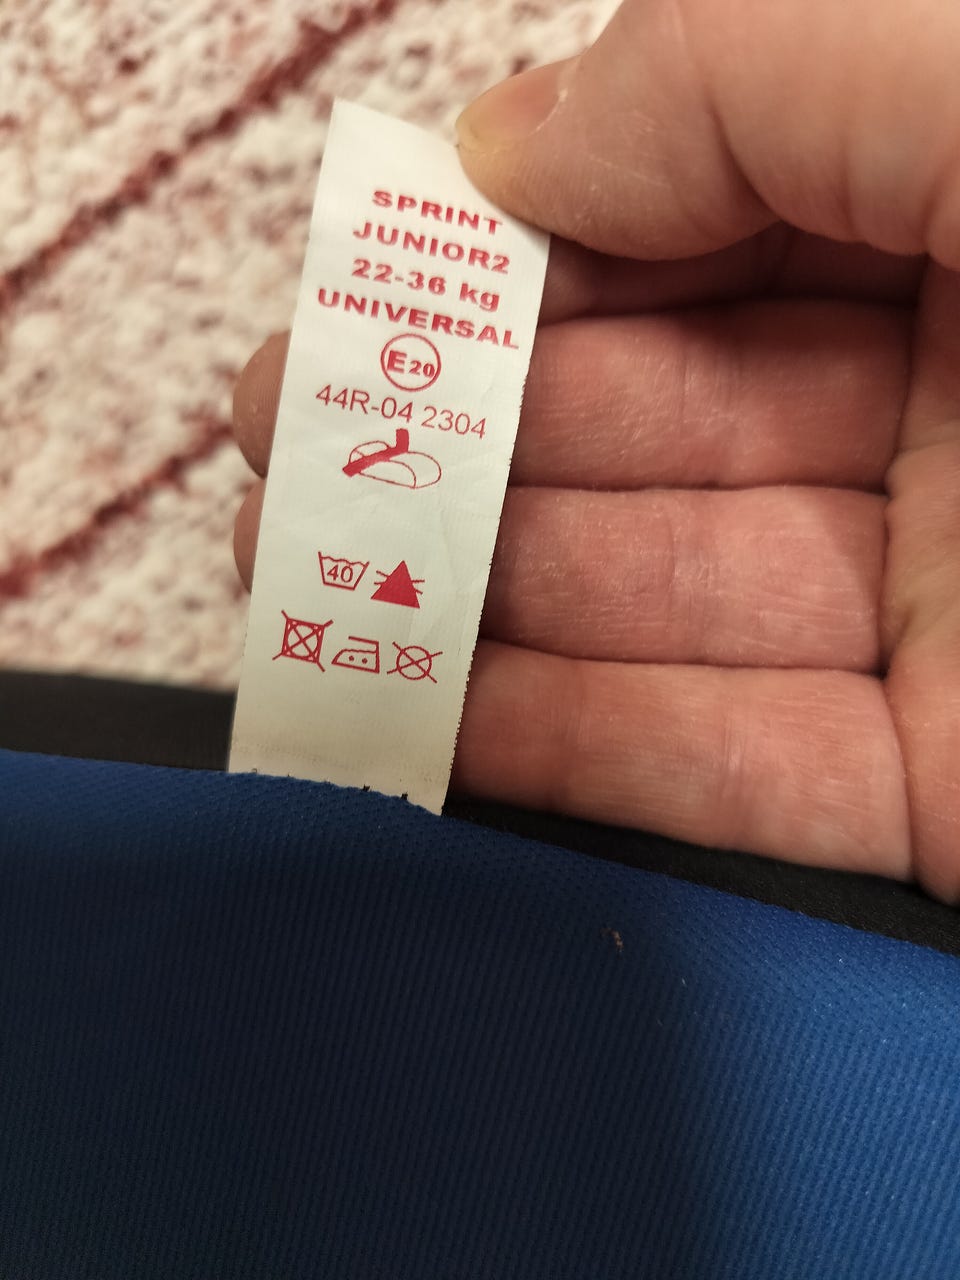 SPRINT
JUNIOR2
22-36 kg
UNIVERSAL
E20
44R-04 2304
40